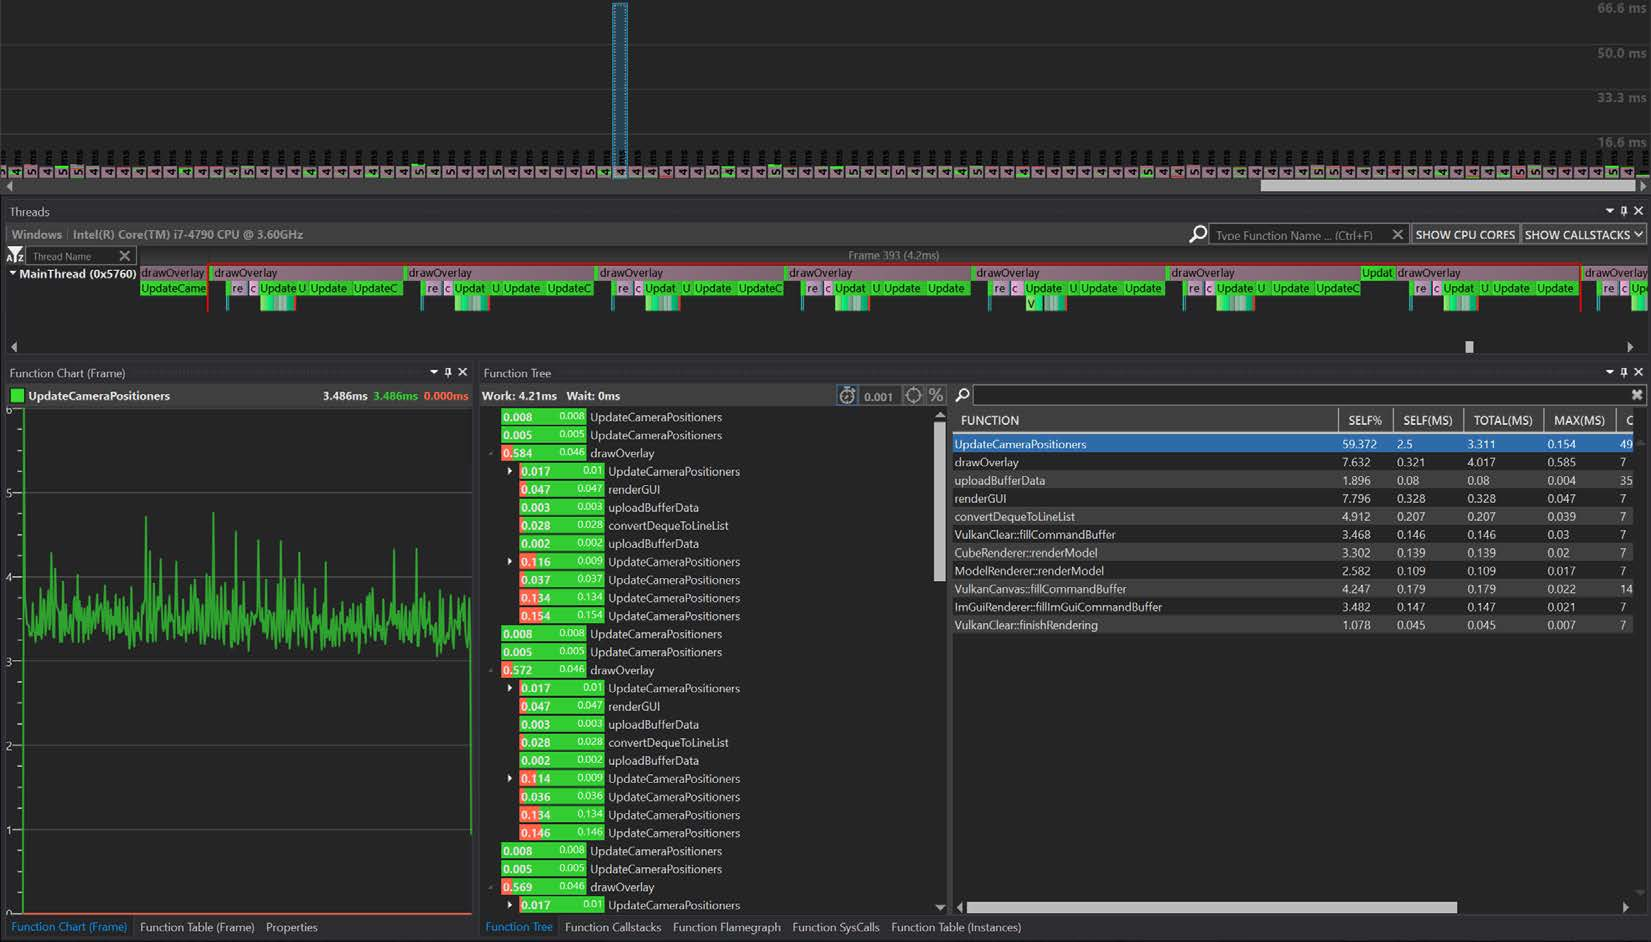 66.6 ms
50.0 ms
33.3 ms
16.6 ms
Threads
Windows Intel(R) Core(TM) i7-4790 CPU @ 3.60GHz
Type Function Name ... (Ctrl+F)
SHOW CPU CORES SHOW CALLSTACKS
Thread Name
Frame 393 (4.2ms)
MainThread (0x5760) drawOverlay drawOverlay drawOverlay drawOverlay drawOverlay drawOverlay drawOverlay Updat drawOverlay drawOverlay
UpdateCame re c Update U Update UpdateC re c Updat U Update UpdateC re c Updat U Update UpdateC re c Updat U Update Update re c Update U Update Update re c Update U Update UpdateC re c Updat U Update Update re c Up
V
Function Chart (Frame)
UpdateCameraPositioners 3.486ms 3.486ms 0.000ms
6
5
4
3
2
1
0
Function Chart (Frame) Function Table (Frame) Properties
Function Tree
Work: 4.21ms Wait: 0ms 0.001 %
0.008 0.008 UpdateCameraPositioners
0.005 0.005 UpdateCameraPositioners
0.584 0.046 drawOverlay
0.017 0.01 UpdateCameraPositioners
0.047 0.047 renderGUI
0.003 0.003 uploadBufferData
0.028 0.028 convertDequeToLineList
0.002 0.002 uploadBufferData
0.116 0.009 UpdateCameraPositioners
0.037 0.037 UpdateCameraPositioners
0.134 0.134 UpdateCameraPositioners
0.154 0.154 UpdateCameraPositioners
0.008 0.008 UpdateCameraPositioners
0.005 0.005 UpdateCameraPositioners
0.572 0.046 drawOverlay
0.017 0.01 UpdateCameraPositioners
0.047 0.047 renderGUI
0.003 0.003 uploadBufferData
0.028 0.028 convertDequeToLineList
0.002 0.002 uploadBufferData
0.114 0.009 UpdateCameraPositioners
0.036 0.036 UpdateCameraPositioners
0.134 0.134 UpdateCameraPositioners
0.146 0.146 UpdateCameraPositioners
0.008 0.008 UpdateCameraPositioners
0.005 0.005 UpdateCameraPositioners
0.569 0.046 drawOverlay
0.017 0.01 UpdateCameraPositioners
FUNCTION SELF% SELF(MS) TOTAL(MS) MAX(MS) C
UpdateCameraPositioners 59.372 2.5 3.311 0.154 49
drawOverlay 7.632 0.321 4.017 0.585 7
uploadBufferData 1.896 0.08 0.08 0.004 35
renderGUI 7.796 0.328 0.328 0.047 7
convertDequeToLineList 4.912 0.207 0.207 0.039 7
VulkanClear::fillCommandBuffer 3.468 0.146 0.146 0.03 7
CubeRenderer::renderModel 3.302 0.139 0.139 0.02 7
ModelRenderer::renderModel 2.582 0.109 0.109 0.017 7
VulkanCanvas::fillCommandBuffer 4.247 0.179 0.179 0.022 14
ImGuiRenderer::fillImGuiCommandBuffer 3.482 0.147 0.147 0.021 7
VulkanClear::finishRendering 1.078 0.045 0.045 0.007 7
Function Tree Function Callstacks Function Flamegraph Function SysCalls Function Table (Instances)